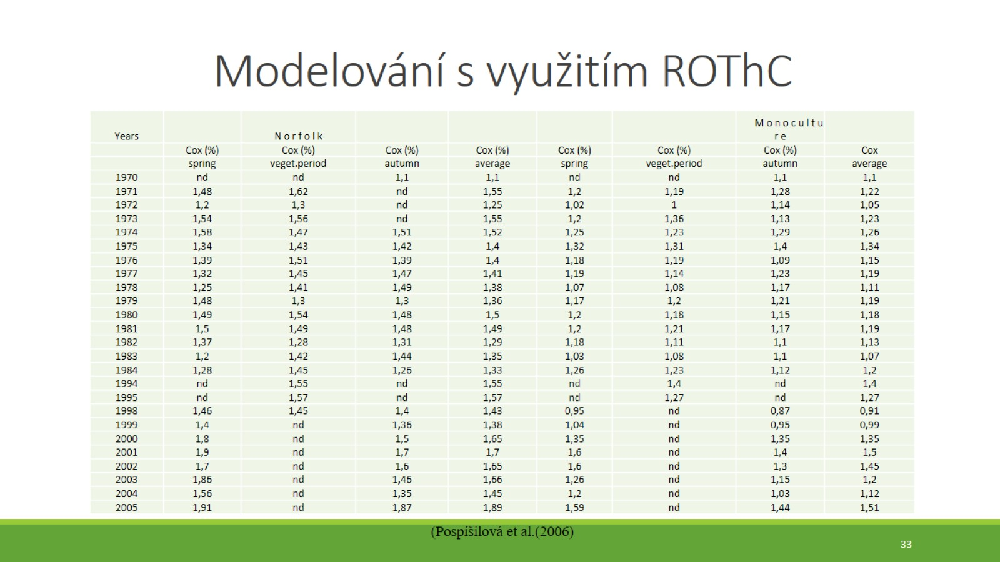 Modelování s využitím ROThC
Monocultu
Years Norfolk re
Cox (%) Cox (%) Cox (%) Cox (%) Cox (%) Cox (%) Cox (%) Cox
spring veget.period autumn average spring veget.period autumn average
1970 nd nd 1,1 1,1 nd nd 1,1 1,1
1971 1,48 1,62 nd 1,55 1,2 1,19 1,28 1,22
1972 1,2 1,3 nd 1,25 1,02 1 1,14 1,05
1973 1,54 1,56 nd 1,55 1,2 1,36 1,13 1,23
1974 1,58 1,47 1,51 1,52 1,25 1,23 1,29 1,26
1975 1,34 1,43 1,42 1,4 1,32 1,31 1,4 1,34
1976 1,39 1,51 1,39 1,4 1,18 1,19 1,09 1,15
1977 1,32 1,45 1,47 1,41 1,19 1,14 1,23 1,19
1978 1,25 1,41 1,49 1,38 1,07 1,08 1,17 1,11
1979 1,48 1,3 1,3 1,36 1,17 1,2 1,21 1,19
1980 1,49 1,54 1,48 1,5 1,2 1,18 1,15 1,18
1981 1,5 1,49 1,48 1,49 1,2 1,21 1,17 1,19
1982 1,37 1,28 1,31 1,29 1,18 1,11 1,1 1,13
1983 1,2 1,42 1,44 1,35 1,03 1,08 1,1 1,07
1984 1,28 1,45 1,26 1,33 1,26 1,23 1,12 1,2
1994 nd 1,55 nd 1,55 nd 1,4 nd 1,4
1995 nd 1,57 nd 1,57 nd 1,27 nd 1,27
1998 1,46 1,45 1,4 1,43 0,95 nd 0,87 0,91
1999 1,4 nd 1,36 1,38 1,04 nd 0,95 0,99
2000 1,8 nd 1,5 1,65 1,35 nd 1,35 1,35
2001 1,9 nd 1,7 1,7 1,6 nd 1,4 1,5
2002 1,7 nd 1,6 1,65 1,6 nd 1,3 1,45
2003 1,86 nd 1,46 1,66 1,26 nd 1,15 1,2
2004 1,56 nd 1,35 1,45 1,2 nd 1,03 1,12
2005 1,91 nd 1,87 1,89 1,59 nd 1,44 1,51
(Pospíšilová et al.(2006)
33